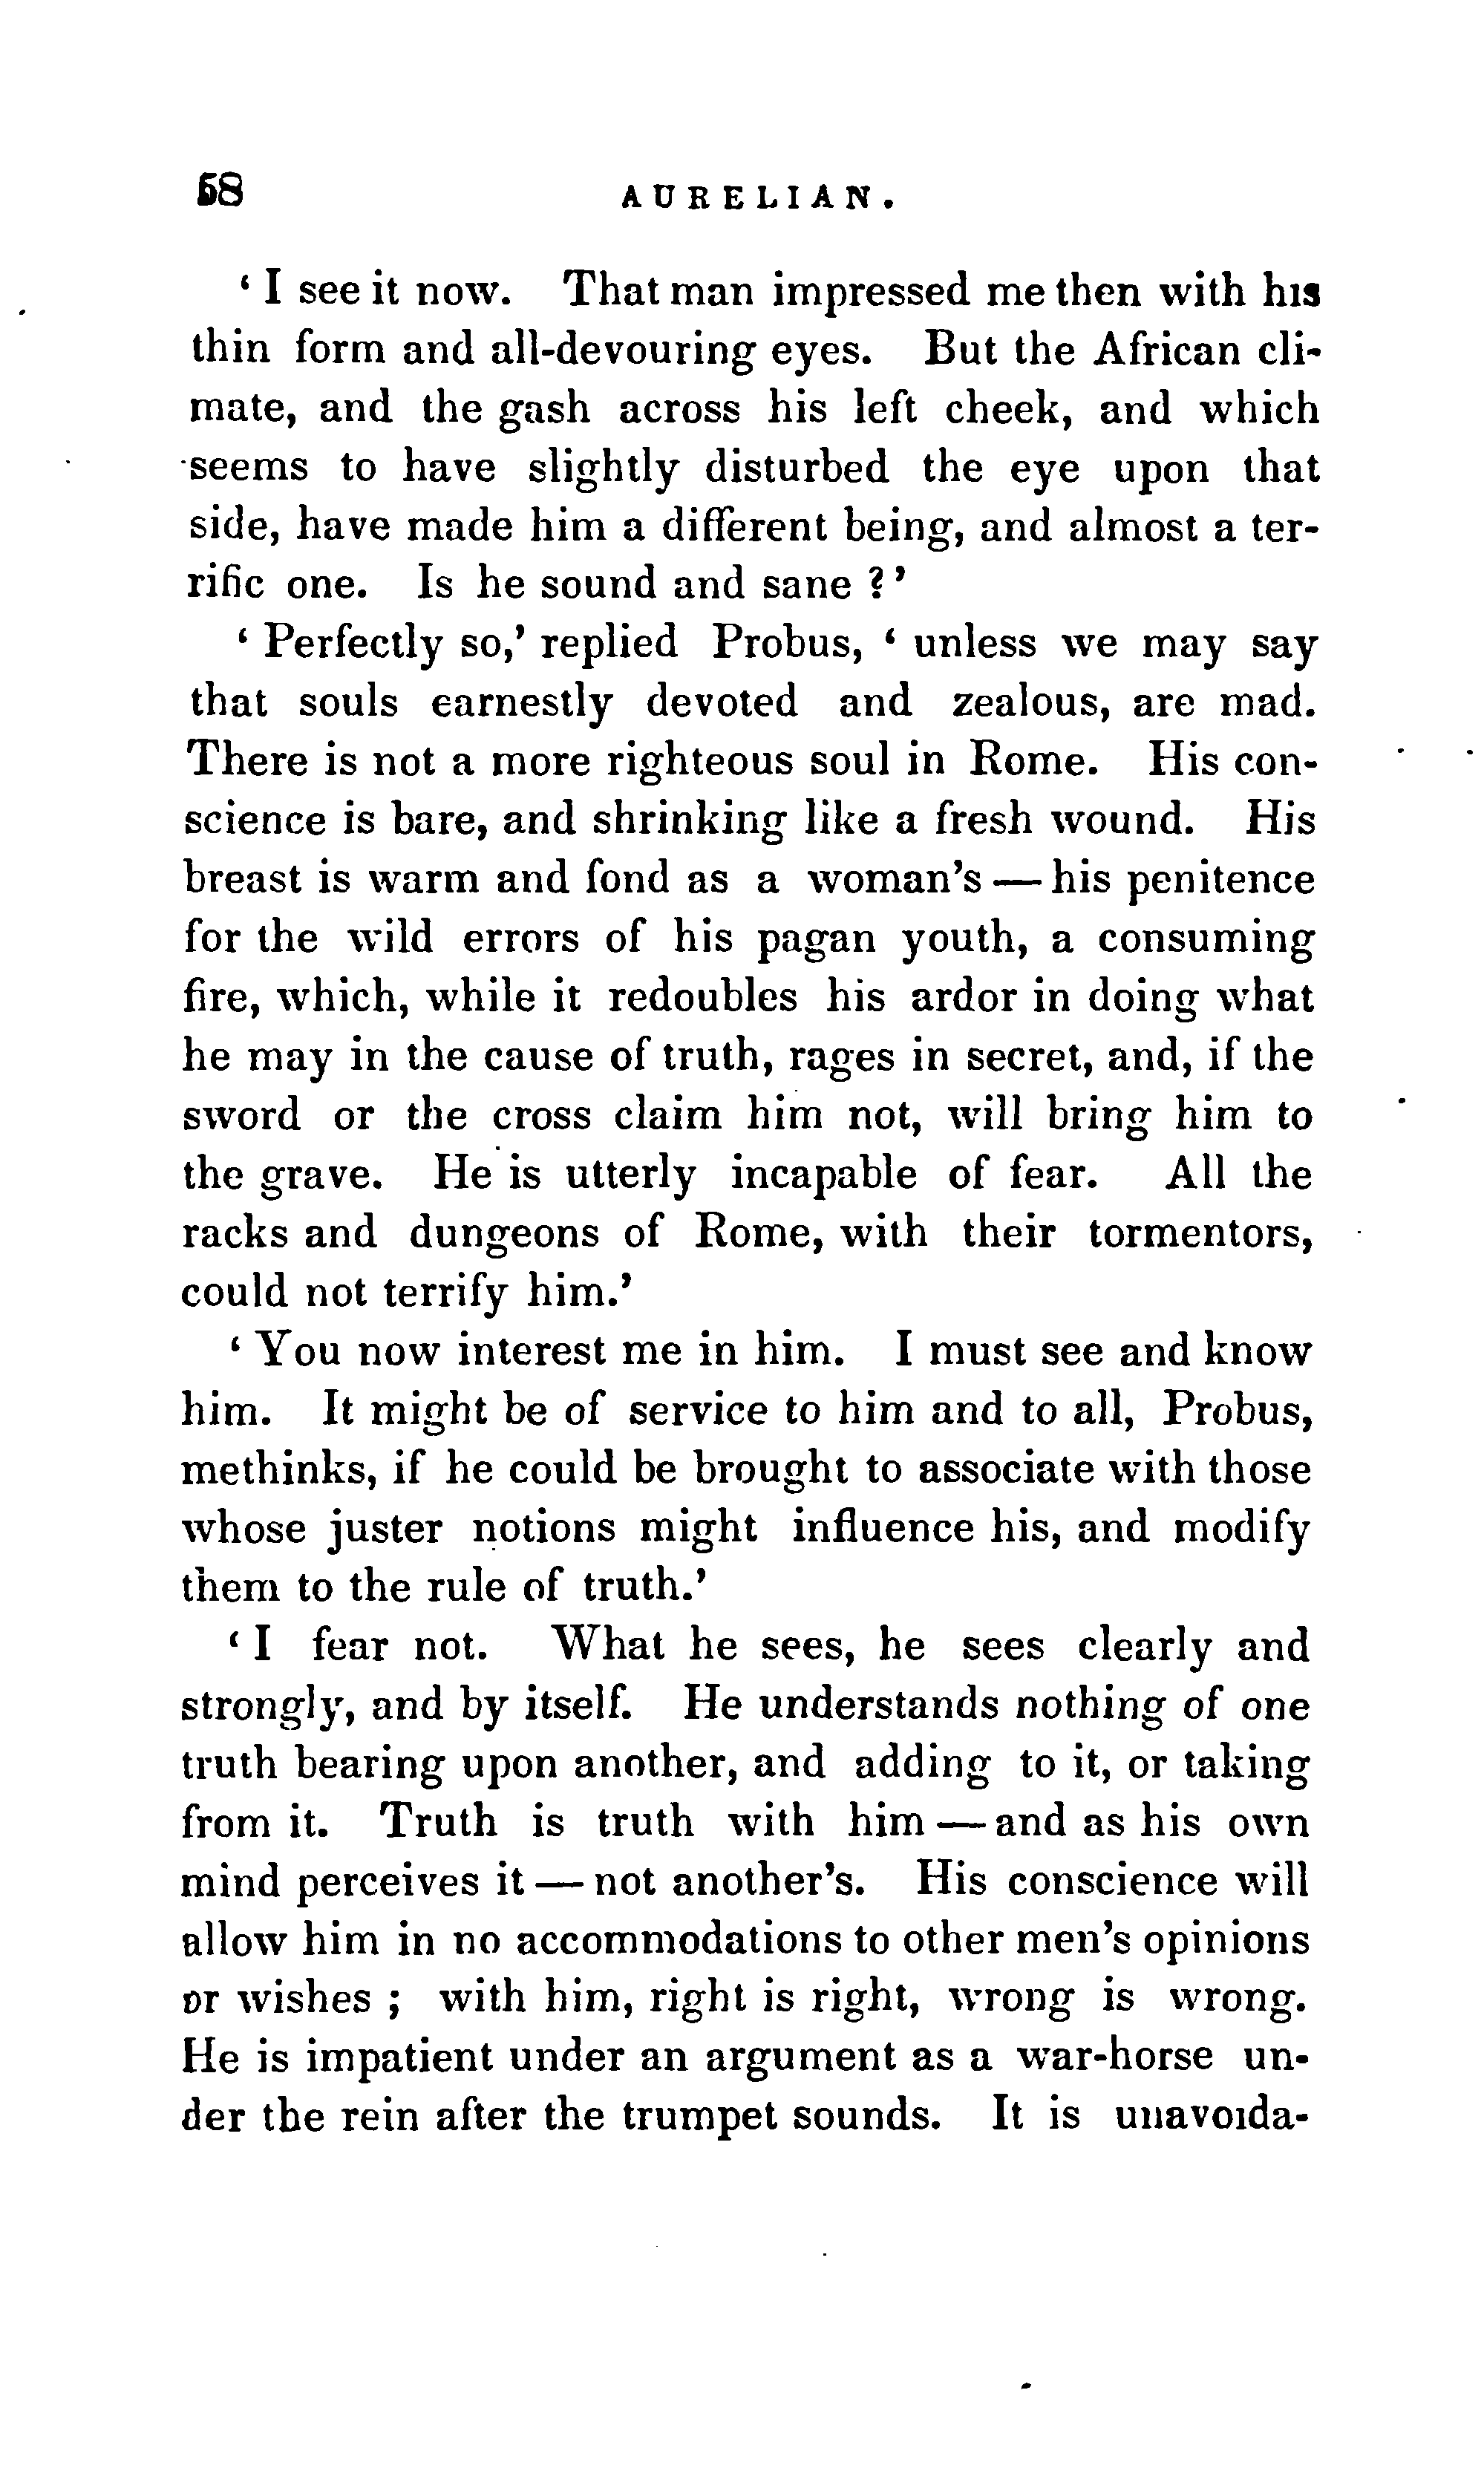 58 AURELIAN.
‘ I see it now. That man impressed me then with his
thin form and all-devouring eyes. But the African cli-
mate, and the gash across his left cheek, and which
seems to have slightly disturbed the eye upon that
side, have made him a different being, and almost a ter-
rific one. Is he sound and sane ? ’
‘ Perfectly so,’ replied Probus, ‘ unless we may say
that souls earnestly devoted and zealous, are mad.
There is not a more righteous soul in Rome. His con-
science is bare, and shrinking like a fresh wound. His
breast is warm and fond as a woman’s — his penitence
for the wild errors of his pagan youth, a consuming
fire, which, while it redoubles his ardor in doing what
he may in the cause of truth, rages in secret, and, if the
sword or the cross claim him not, will bring him to
the grave. He is utterly incapable of fear. All the
racks and dungeons of Rome, with their tormentors,
could not terrify him.’
‘ You now interest me in him. I must see and know
him. It might be of service to him and to all, Probus,
methinks, if he could be brought to associate with those
whose juster notions might influence his, and modify
them to the rule of truth.’
‘ I fear not. What he sees, he sees clearly and
strongly, and by itself. He understands nothing of one
truth bearing upon another, and adding to it, or taking
from it. Truth is truth with him — and as his own
mind perceives it — not another’s. His conscience will
allow him in no accommodations to other men’s opinions
or wishes ; with him, right is right, wrong is wrong.
He is impatient under an argument as a war-horse un-
der the rein after the trumpet sounds. It is unavoida-